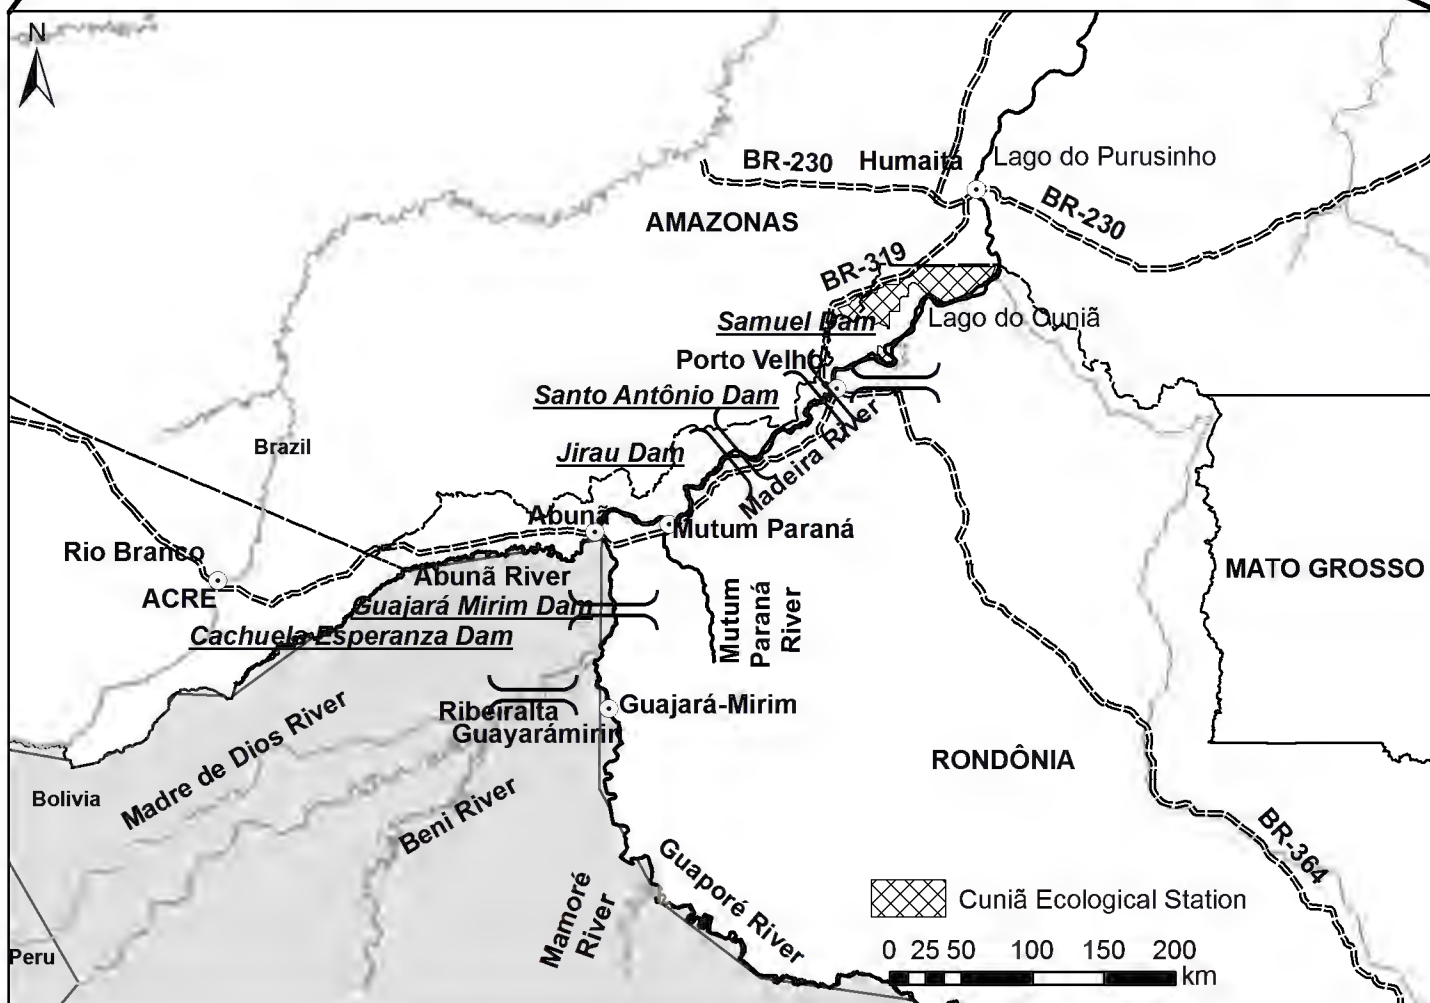 N
BR-230
Humaitá
Lago do Purusinho
BR-230
AMAZONAS
BR-319
Samuel Dam
Lago do Cuniã
Porto Velho
Santo Antônio Dam
Brazil
Jirau Dam
Madeira River
Abunã
Mutum Paraná
Rio Branco
Abunã River
ACRE
MATO GROSSO
Guajará Mirim Dam
Mutum
Paraná
River
Cachuela Esperanza Dam
Guajará-Mirim
Ribeiralta
Guayarámirin
Madre de Dios River
RONDÔNIA
Bolivia
Beni River
BR-364
Guaporé River
Mamoré
River
Cuniã Ecological Station
Peru
0 25 50 100 150 200
km